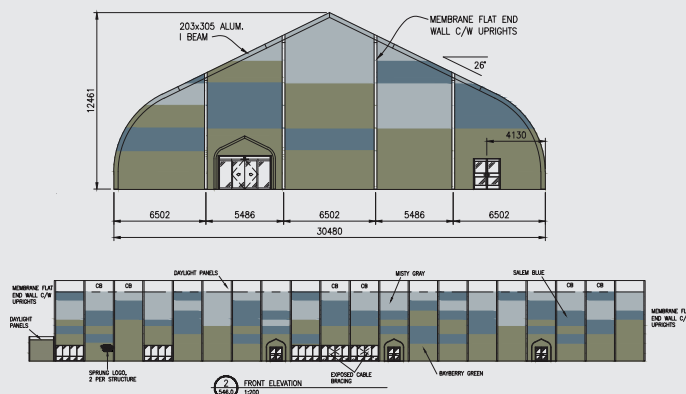 203x305 ALUM.
I BEAM
MEMBRANE FLAT END
WALL C/W UPRIGHTS
26°
12461
4130
6502
5486
6502
5486
6502
30480
MEMBRANE FLAT
END WALL C/W
UPRIGHTS
DAYLIGHT
PANELS
DAYLIGHT PANELS
MISTY GRAY
SALEM BLUE
CB
CB
CB
CB
CB
CB
MEMBRANE FL
END WALL C/
UPRIGHTS
SPRUNG LOGO,
2 PER STRUCTURE
EXPOSED CABLE
BRACING
BAYBERRY GREEN
2
FRONT ELEVATION
1:200